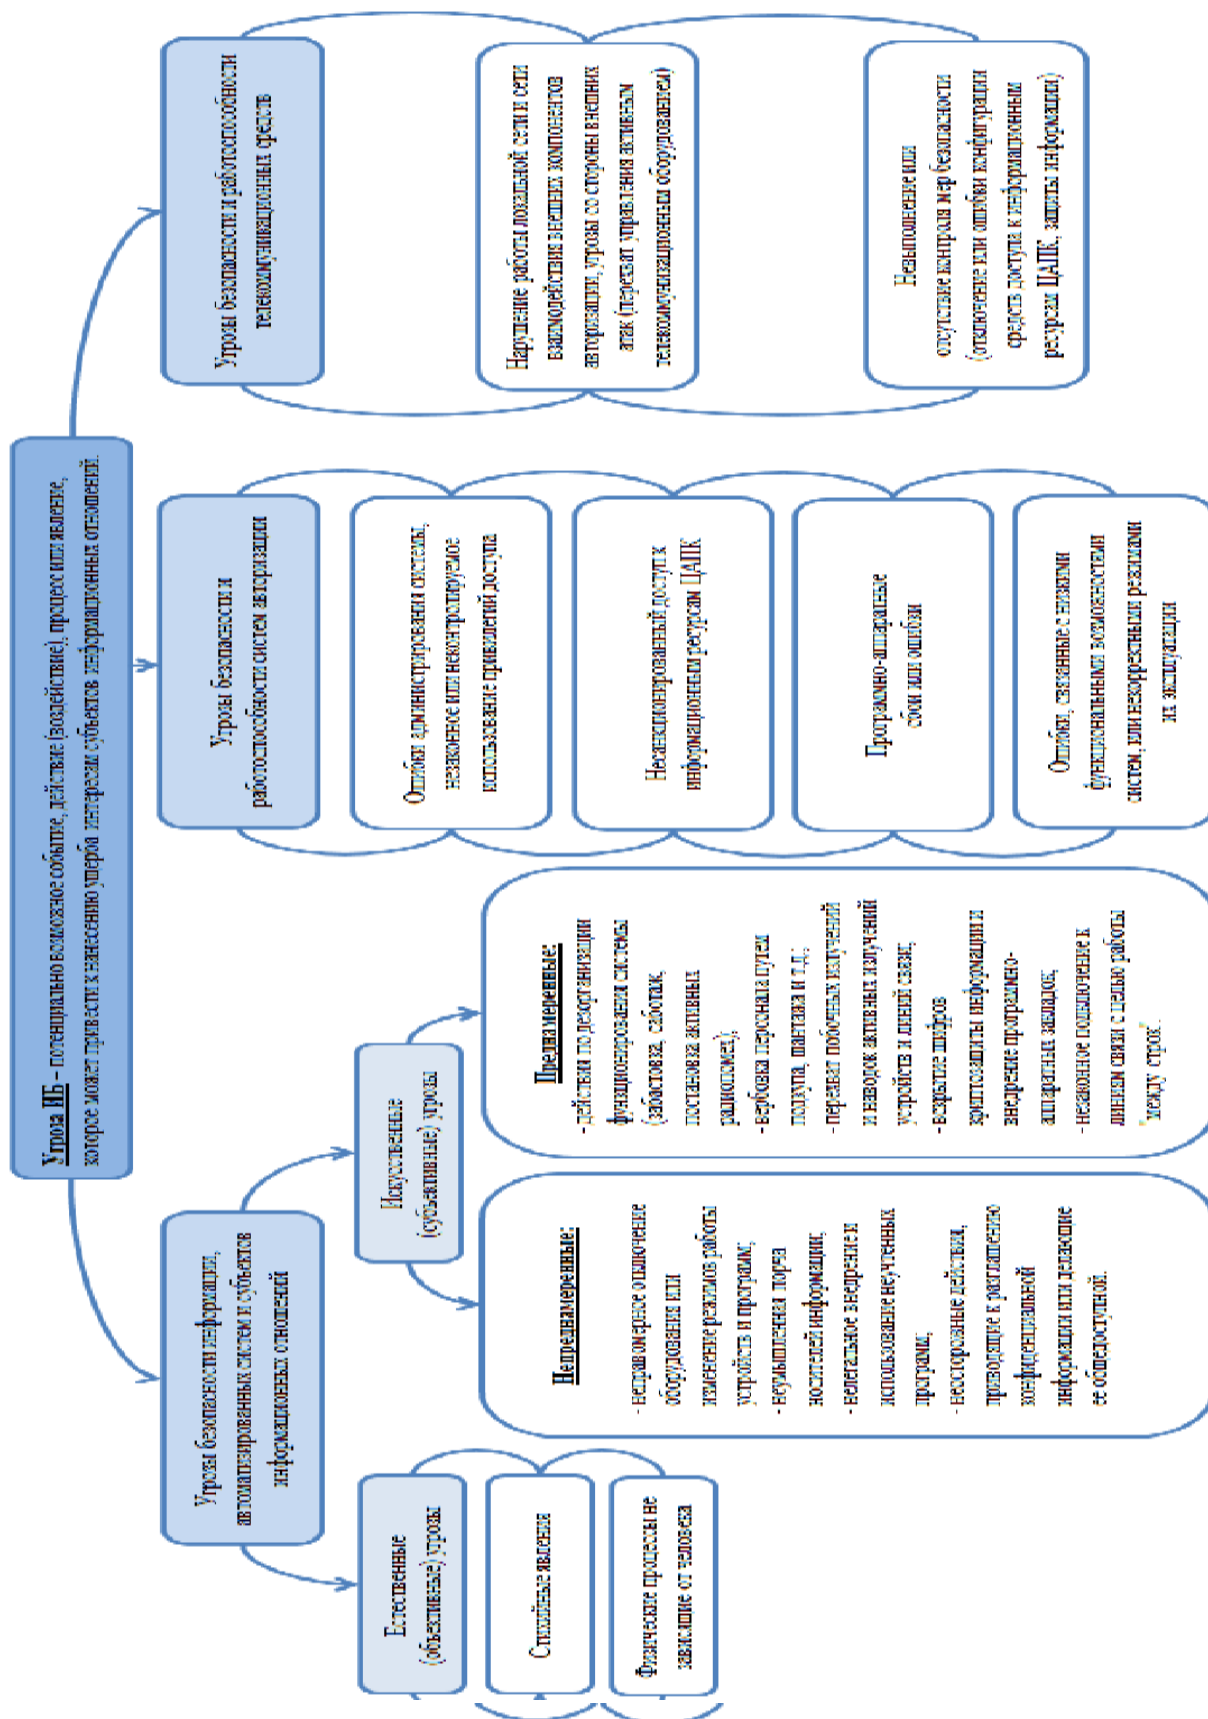 Угроза ИБ – потенциально возможное событие, действие (воздействие), процесс или явление,
которое может привести к нанесению ущерба интересам субъектов информационных отношений.
Угрозы безопасности информации,
автоматизированных систем и субъектов
информационных отношений
Естественные
(объективные) угрозы
Стихийные явления
Физические процессы не
зависящие от человека
Искусственные
(субъективные) угрозы
Непреднамеренные:
- неправомерное отключение
оборудования или
изменение режимов работы
устройств и программ;
- неумышленная порча
носителей информации;
- нелегальное внедрение и
использование неучтенных
программ;
- неосторожные действия,
приводящие к разглашению
конфиденциальной
информации или делающие
ее общедоступной.
Преднамеренные:
- действия по дезорганизации
функционирования системы
(забастовка, саботаж,
постановка активных
радиопомех);
- вербовка персонала путем
подкупа, шантажа и т.д.;
- перехват побочных излучений
и наводок активных излучений
устройств и линий связи;
- вскрытие шифров
криптозащиты информации и
внедрение программно-
аппаратных закладок;
- незаконное подключение к
линиям связи с целью работы
"между строк".
Угрозы безопасности и
работоспособности систем авторизации
Ошибки администрирования системы,
незаконное или неконтролируемое
использование привилегий доступа
Несанкционированный доступ к
информационным ресурсам ЦАПК
Программно-аппаратные
сбои или ошибки
Ошибки, связанные с низкими
функциональными возможностями
систем, или некорректными режимами
их эксплуатации
Угрозы безопасности и работоспособности
телекоммуникационных средств
Нарушение работы локальной сети и сети
взаимодействия внешних компонентов
авторизации, угрозы со стороны внешних
атак (перехват управления активным
телекоммунизационным оборудованием)
Невыполнение или
отсутствие контроля мер безопасности
(отключение или ошибки конфигурации
средств доступа к информационным
ресурсам ЦАПК, защиты информации)